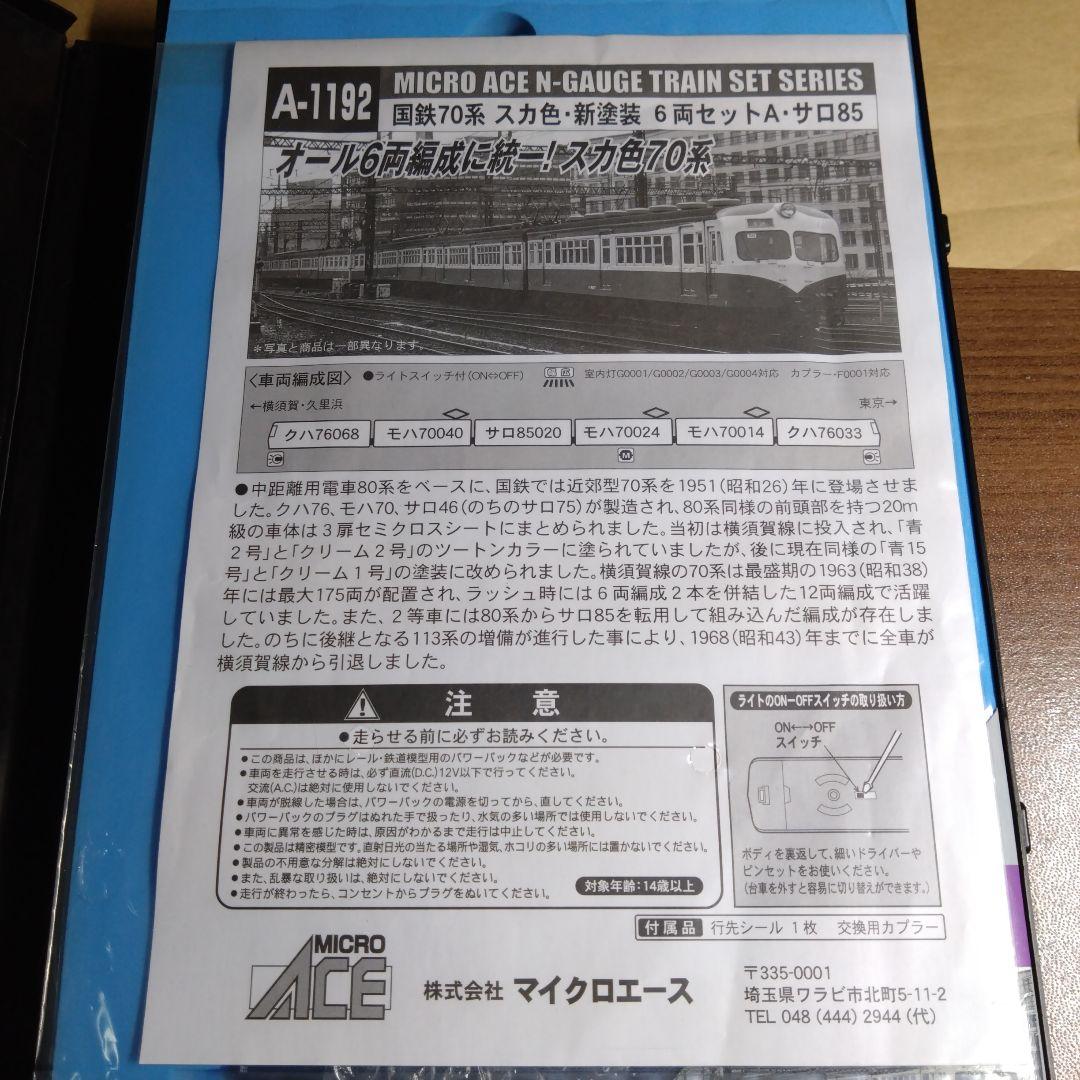 A-1192
MICRO ACE N-GAUGE TRAIN SET SERIES
国鉄70系 スカ色・新塗装 6両セットA・サロ85
オール6両編成に統一!スカ色70系
*写真と商品は一部異なります。
〈車両編成図〉 ●ライトスイッチ付(ON⇔OFF) 室内灯G0001/G0002/G0003/G0004対応 カプラー・F0001対応
←横須賀・久里浜 東京→
クハ76068 モハ70040 サロ85020 モハ70024 モハ70014 クハ76033
M
●中距離用電車80系をベースに、国鉄では近郊型70系を1951(昭和26)年に登場させま
した。クハ76、モハ70、サロ46(のちのサロ75)が製造され、80系同様の前頭部を持つ20m
級の車体は3扉セミクロスシートにまとめられました。当初は横須賀線に投入され、「青
2号」と「クリーム2号」のツートンカラーに塗られていましたが、後に現在同様の「青15
号」と「クリーム1号」の塗装に改められました。横須賀線の70系は最盛期の1963(昭和38)
年には最大175両が配置され、ラッシュ時には6両編成2本を併結した12両編成で活躍
していました。また、2等車には80系からサロ85を転用して組み込んだ編成が存在しま
した。のちに後継となる113系の増備が進行した事により、1968(昭和43)年までに全車が
横須賀線から引退しました。
注意
●走らせる前に必ずお読みください。
●この商品は、ほかにレール・鉄道模型用のパワーパックなどが必要です。
●車両を走行させる時は、必ず直流(D.C.)12V以下で行ってください。
交流(A.C.)は絶対に使用しないでください。
●車両が脱線した場合は、パワーパックの電源を切ってから、直してください。
●パワーパックのプラグはぬれた手で扱ったり、水気の多い場所では使用しないでください。
●車両に異常を感じた時は、原因がわかるまで走行は中止してください。
●この製品は精密模型です。直射日光の当たる場所や湿気、ホコリの多い場所には置かないでください。
●製品の不用意な分解は絶対にしないでください。
●また、乱暴な取り扱いは、絶対にしないでください。
●走行が終わったら、コンセントからプラグをぬいてください。
対象年齢:14歳以上
ライトのON-OFFスイッチの取り扱い方
ON←→OFF
スイッチ
ボディを裏返して、細いドライバーや
ピンセットをお使いください。
(台車を外すと容易に切り替えができます。)
付属品 行先シール 1枚 交換用カプラー
MICRO
ACE
株式会社 マイクロエース
〒335-0001
埼玉県ワラビ市北町5-11-2
TEL 048 (444) 2944 (代)